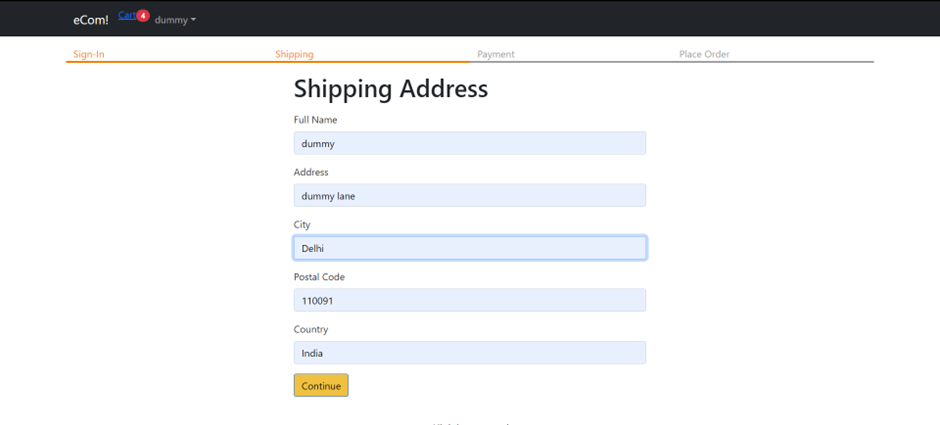 eCom! Cart 4 dummy
Sign-In Shipping Payment Place Order
Shipping Address
Full Name
dummy
Address
dummy lane
City
Delhi
Postal Code
110091
Country
India
Continue